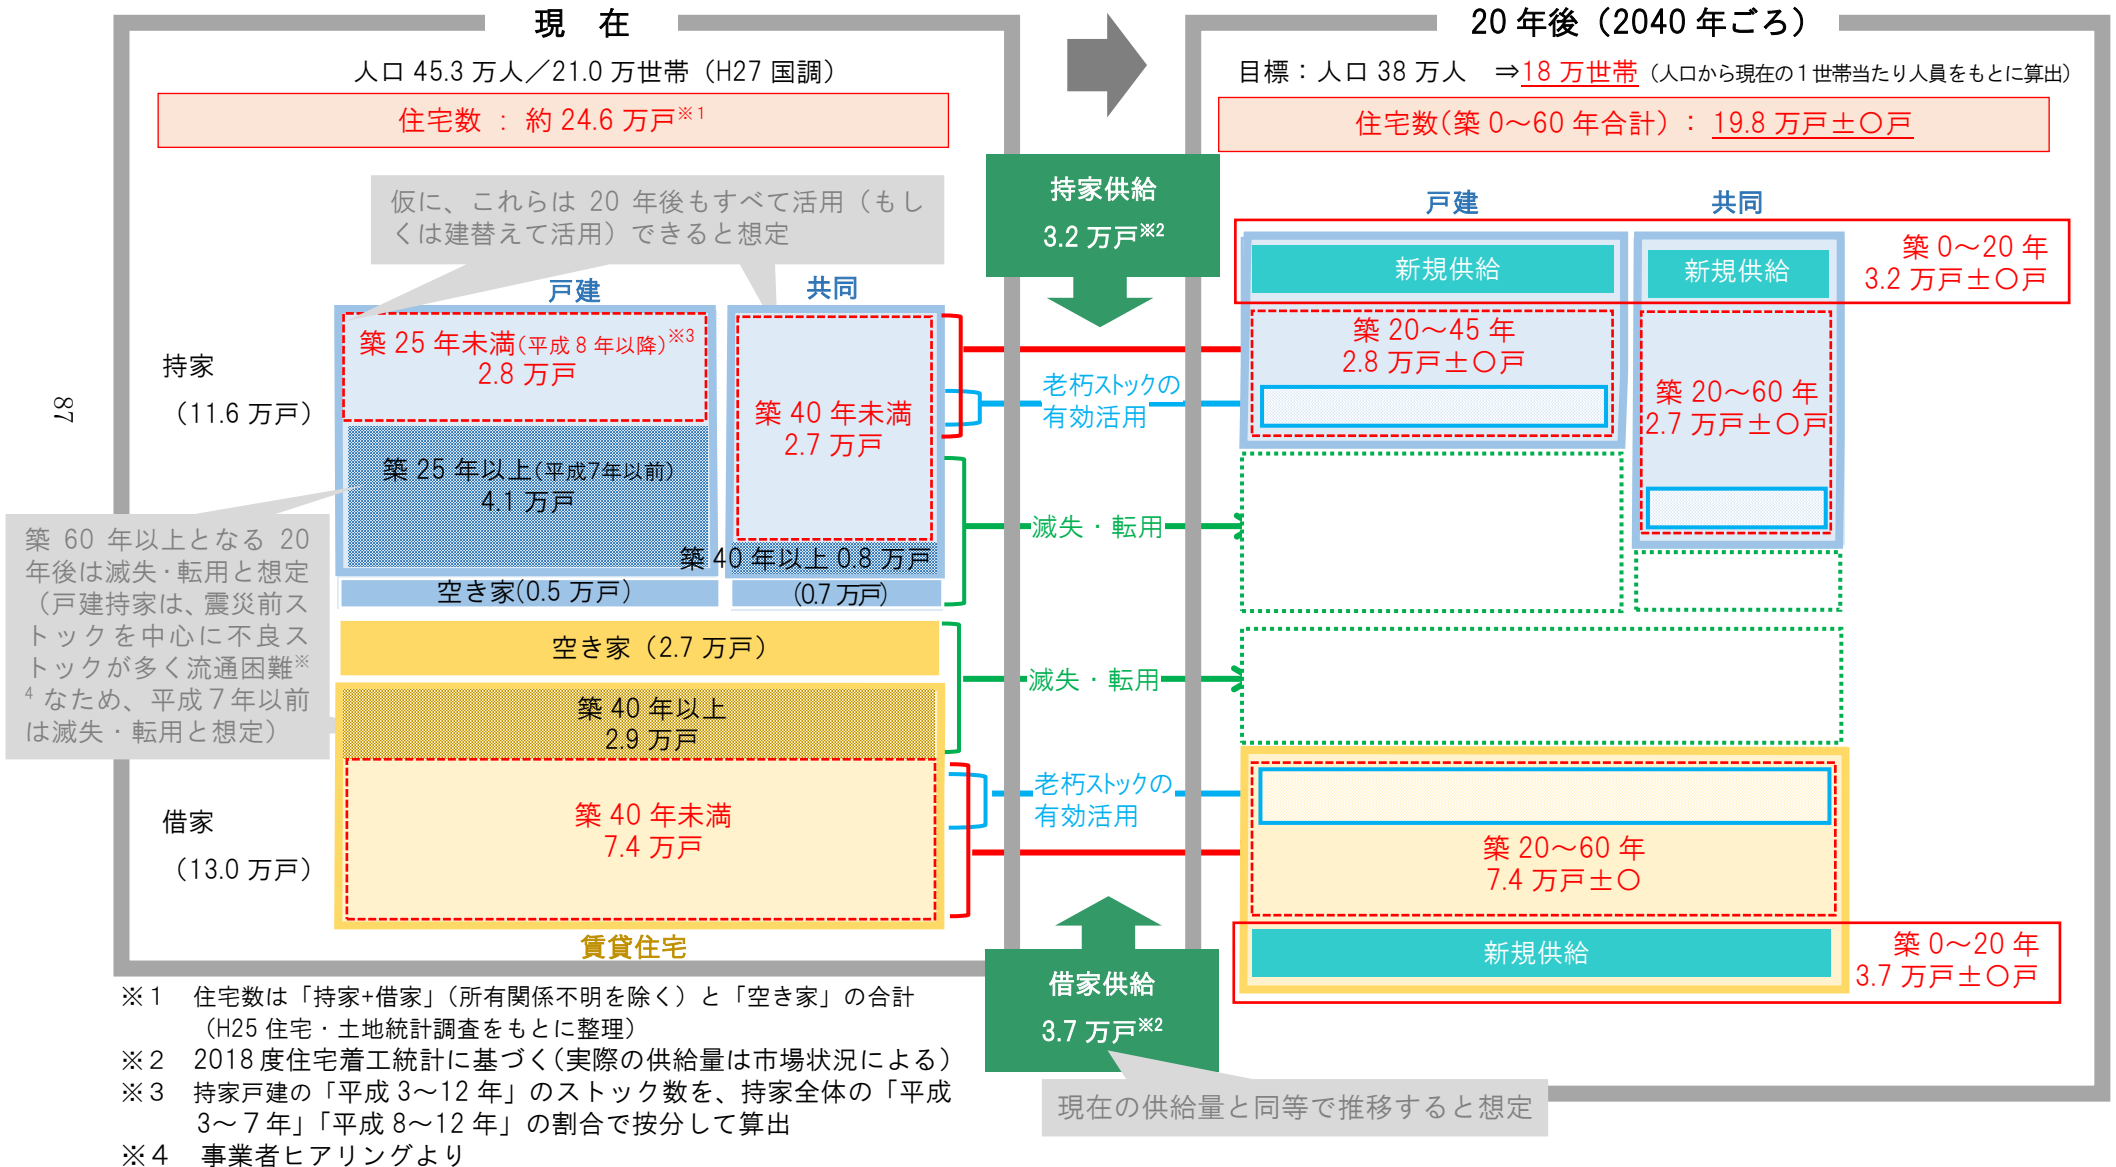 現　在
人口 45.3 万人／21.0 万世帯（H27 国調）
住宅数 ： 約 24.6 万戸※1
仮に、これらは 20 年後もすべて活用（もし
くは建替えて活用）できると想定
戸建
共同
持家
（11.6 万戸）
築 25 年未満(平成 8 年以降)※3
2.8 万戸
築 40 年未満
2.7 万戸
築 25 年以上(平成7年以前)
4.1 万戸
築 40 年以上 0.8 万戸
空き家(0.5 万戸)
(0.7 万戸)
築 60 年以上となる 20
年後は滅失・転用と想定
（戸建持家は、震災前ス
トックを中心に不良ス
トックが多く流通困難※
4 なため、平成７年以前
は滅失・転用と想定）
空き家（2.7 万戸）
築 40 年以上
2.9 万戸
築 40 年未満
7.4 万戸
借家
（13.0 万戸）
賃貸住宅
持家供給
3.2 万戸※2
老朽ストックの
有効活用
滅失・転用
滅失・転用
老朽ストックの
有効活用
借家供給
3.7 万戸※2
現在の供給量と同等で推移すると想定
20 年後（2040 年ごろ）
目標：人口 38 万人　⇒18 万世帯（人口から現在の１世帯当たり人員をもとに算出）
住宅数(築 0～60 年合計）： 19.8 万戸±〇戸
戸建
共同
新規供給
新規供給
築 0～20 年
3.2 万戸±〇戸
築 20～45 年
2.8 万戸±〇戸
築 20～60 年
2.7 万戸±〇戸
築 20～60 年
7.4 万戸±〇
新規供給
築 0～20 年
3.7 万戸±〇戸
※１　住宅数は「持家+借家」（所有関係不明を除く）と「空き家」の合計
（H25 住宅・土地統計調査をもとに整理）
※２　2018 度住宅着工統計に基づく(実際の供給量は市場状況による）
※３　持家戸建の「平成 3～12 年」のストック数を、持家全体の「平成
3～７年」「平成 8～12 年」の割合で按分して算出
※４　事業者ヒアリングより
87